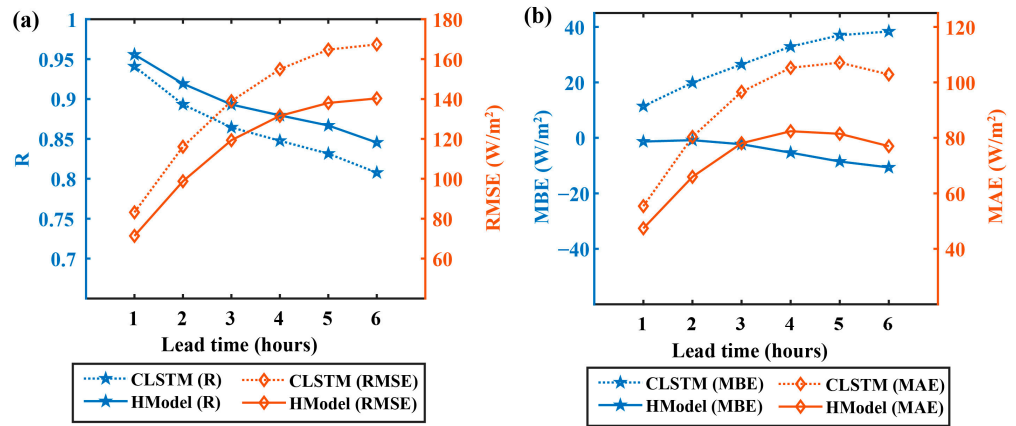 (a)
1
0.95
0.9
0.85
0.8
0.75
0.7
R
180
160
140
120
100
80
60
RMSE (W/m²)
1 2 3 4 5 6
Lead time (hours)
CLSTM (R) CLSTM (RMSE)
HModel (R) HModel (RMSE)
(b)
40
20
0
−20
−40
MBE (W/m²)
120
100
80
60
40
MAE (W/m²)
1 2 3 4 5 6
Lead time (hours)
CLSTM (MBE) CLSTM (MAE)
HModel (MBE) HModel (MAE)